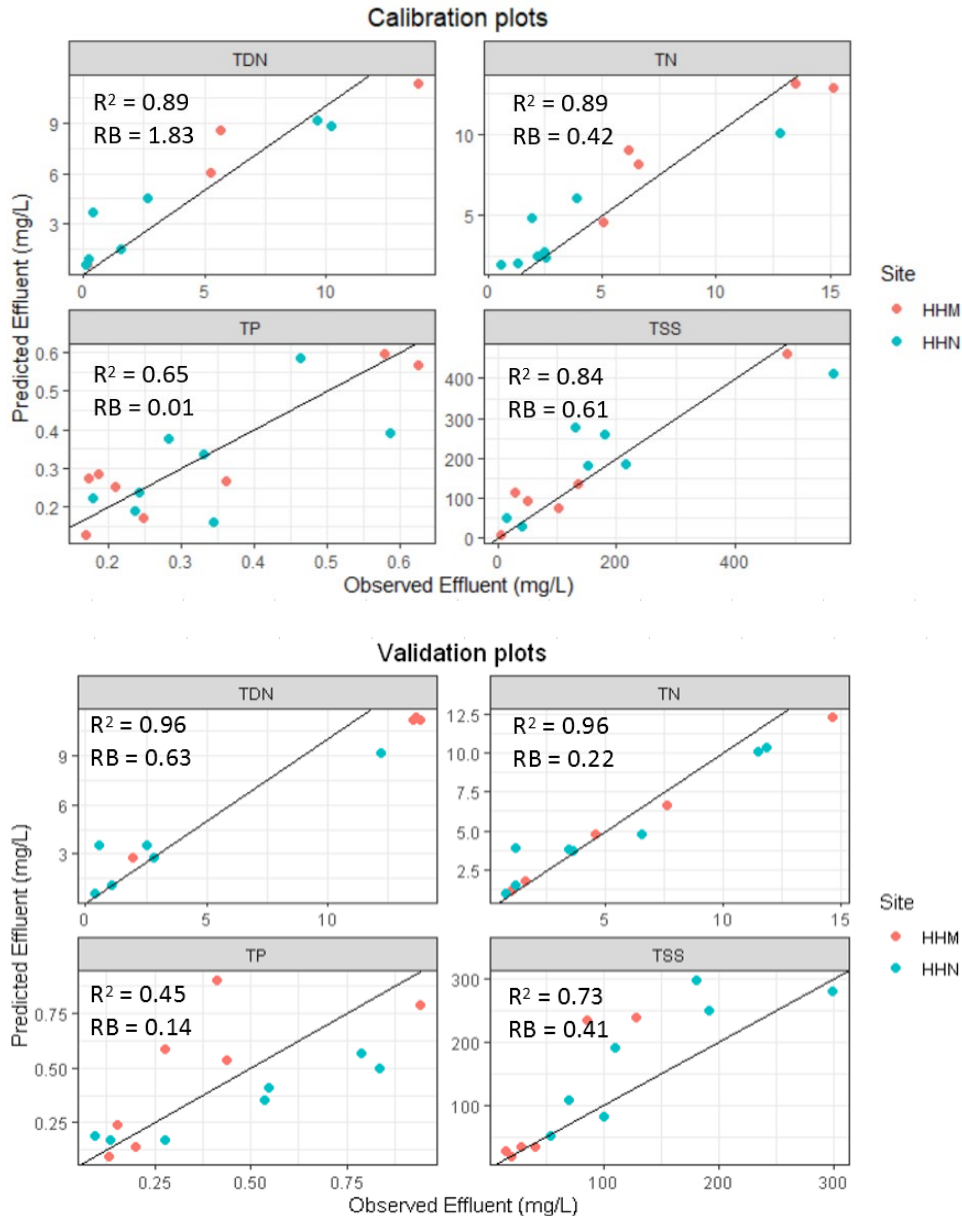 Calibration plots
TDN
TN
R² = 0.89
RB = 1.83
R² = 0.89
RB = 0.42
9
6
3
10
5
0
5
10
0
5
10
15
TP
TSS
R² = 0.65
RB = 0.01
R² = 0.84
RB = 0.61
0.6
0.5
0.4
0.3
0.2
400
300
200
100
0
0.2
0.3
0.4
0.5
0.6
0
200
400
Predicted Effluent (mg/L)
Observed Effluent (mg/L)
Site
HHM
HHN
Validation plots
TDN
TN
R² = 0.96
RB = 0.63
R² = 0.96
RB = 0.22
9
6
3
12.5
10.0
7.5
5.0
2.5
0
5
10
5
10
15
TP
TSS
R² = 0.45
RB = 0.14
R² = 0.73
RB = 0.41
0.75
0.50
0.25
300
200
100
0.25
0.50
0.75
100
200
300
Predicted Effluent (mg/L)
Observed Effluent (mg/L)
Site
HHM
HHN